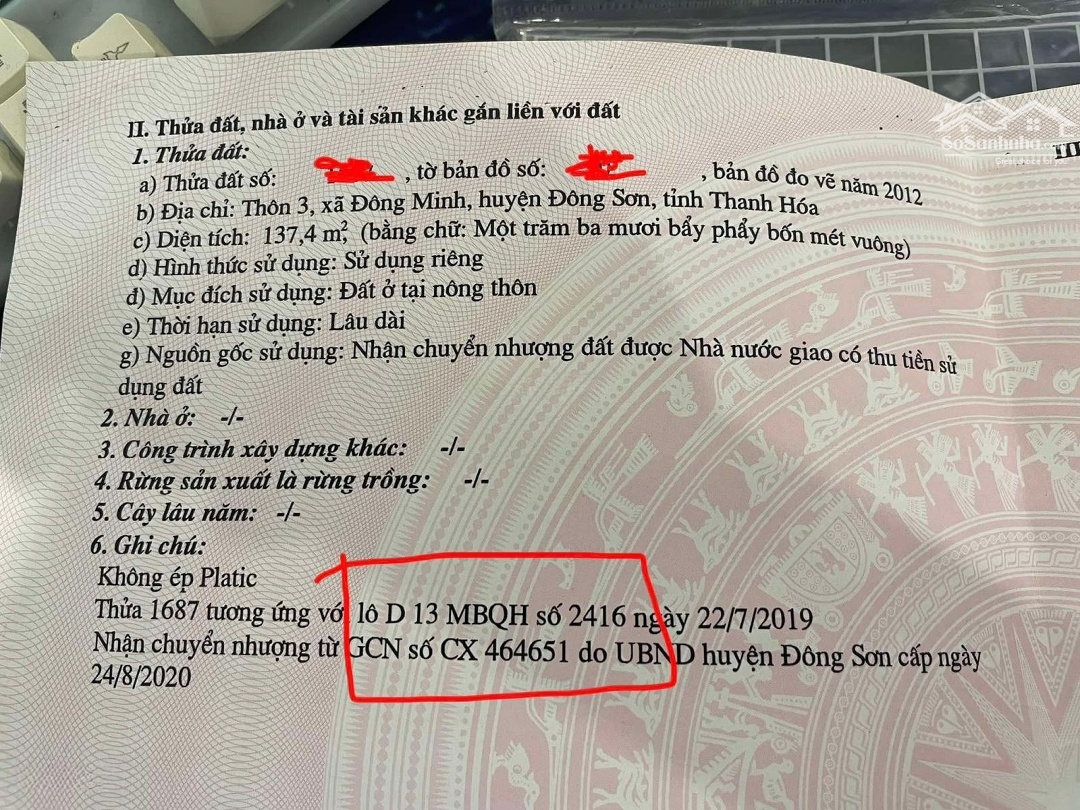 II. Thửa đất, nhà ở và tài sản khác gắn liền với đất
1. Thửa đất:
a) Thửa đất số: , tờ bản đồ số: , bản đồ đo vẽ năm 2012
b) Địa chỉ: Thôn 3, xã Đông Minh, huyện Đông Sơn, tỉnh Thanh Hóa
c) Diện tích: 137,4 m², (bằng chữ: Một trăm ba mươi bẩy phẩy bốn mét vuông)
d) Hình thức sử dụng: Sử dụng riêng
đ) Mục đích sử dụng: Đất ở tại nông thôn
e) Thời hạn sử dụng: Lâu dài
g) Nguồn gốc sử dụng: Nhận chuyển nhượng đất được Nhà nước giao có thu tiền sử
dụng đất
2. Nhà ở: -/-
3. Công trình xây dựng khác: -/-
4. Rừng sản xuất là rừng trồng: -/-
5. Cây lâu năm: -/-
6. Ghi chú:
Không ép Platic
Thửa 1687 tương ứng với lô D 13 MBQH số 2416 ngày 22/7/2019
Nhận chuyển nhượng từ GCN số CX 464651 do UBND huyện Đông Sơn cấp ngày
24/8/2020
SoSanhnha.com